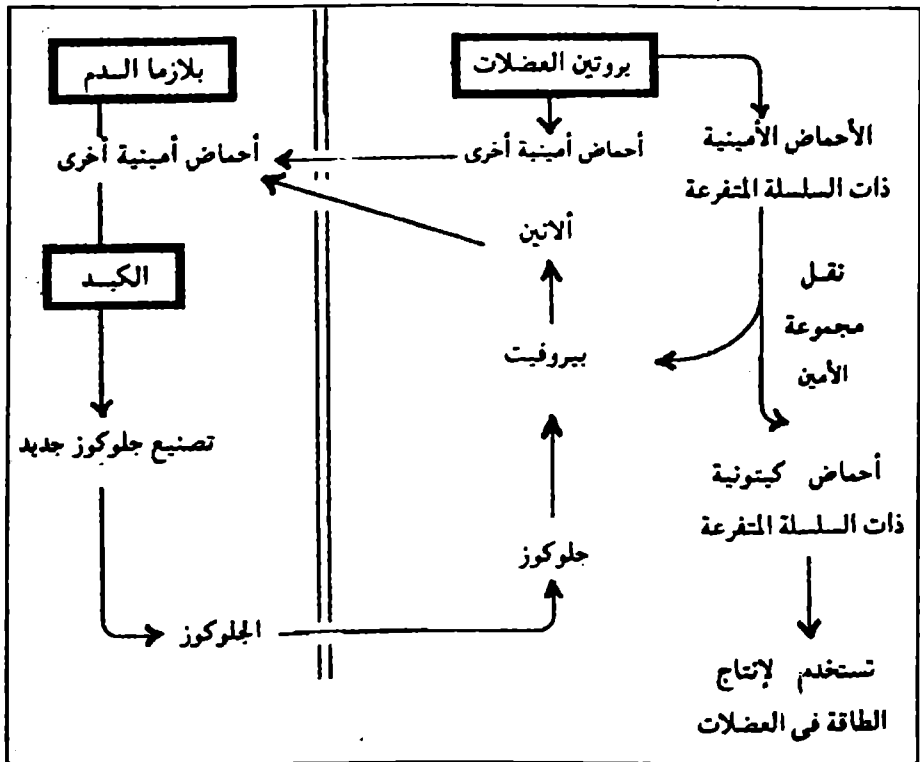 بلازما الدم
بروتين العضلات
أحماض أمينية أخرى
أحماض أمينية أخرى
الأحماض الأمينية
ذات السلسلة المتفرعة
ألانين
الكبد
نقل
مجموعة
الأمين
بيروفيت
تصنيع جلوكوز جديد
أحماض كيتونية
ذات السلسلة المتفرعة
جلوكوز
الجلوكوز
تستخدم لإنتاج
الطاقة فى العضلات